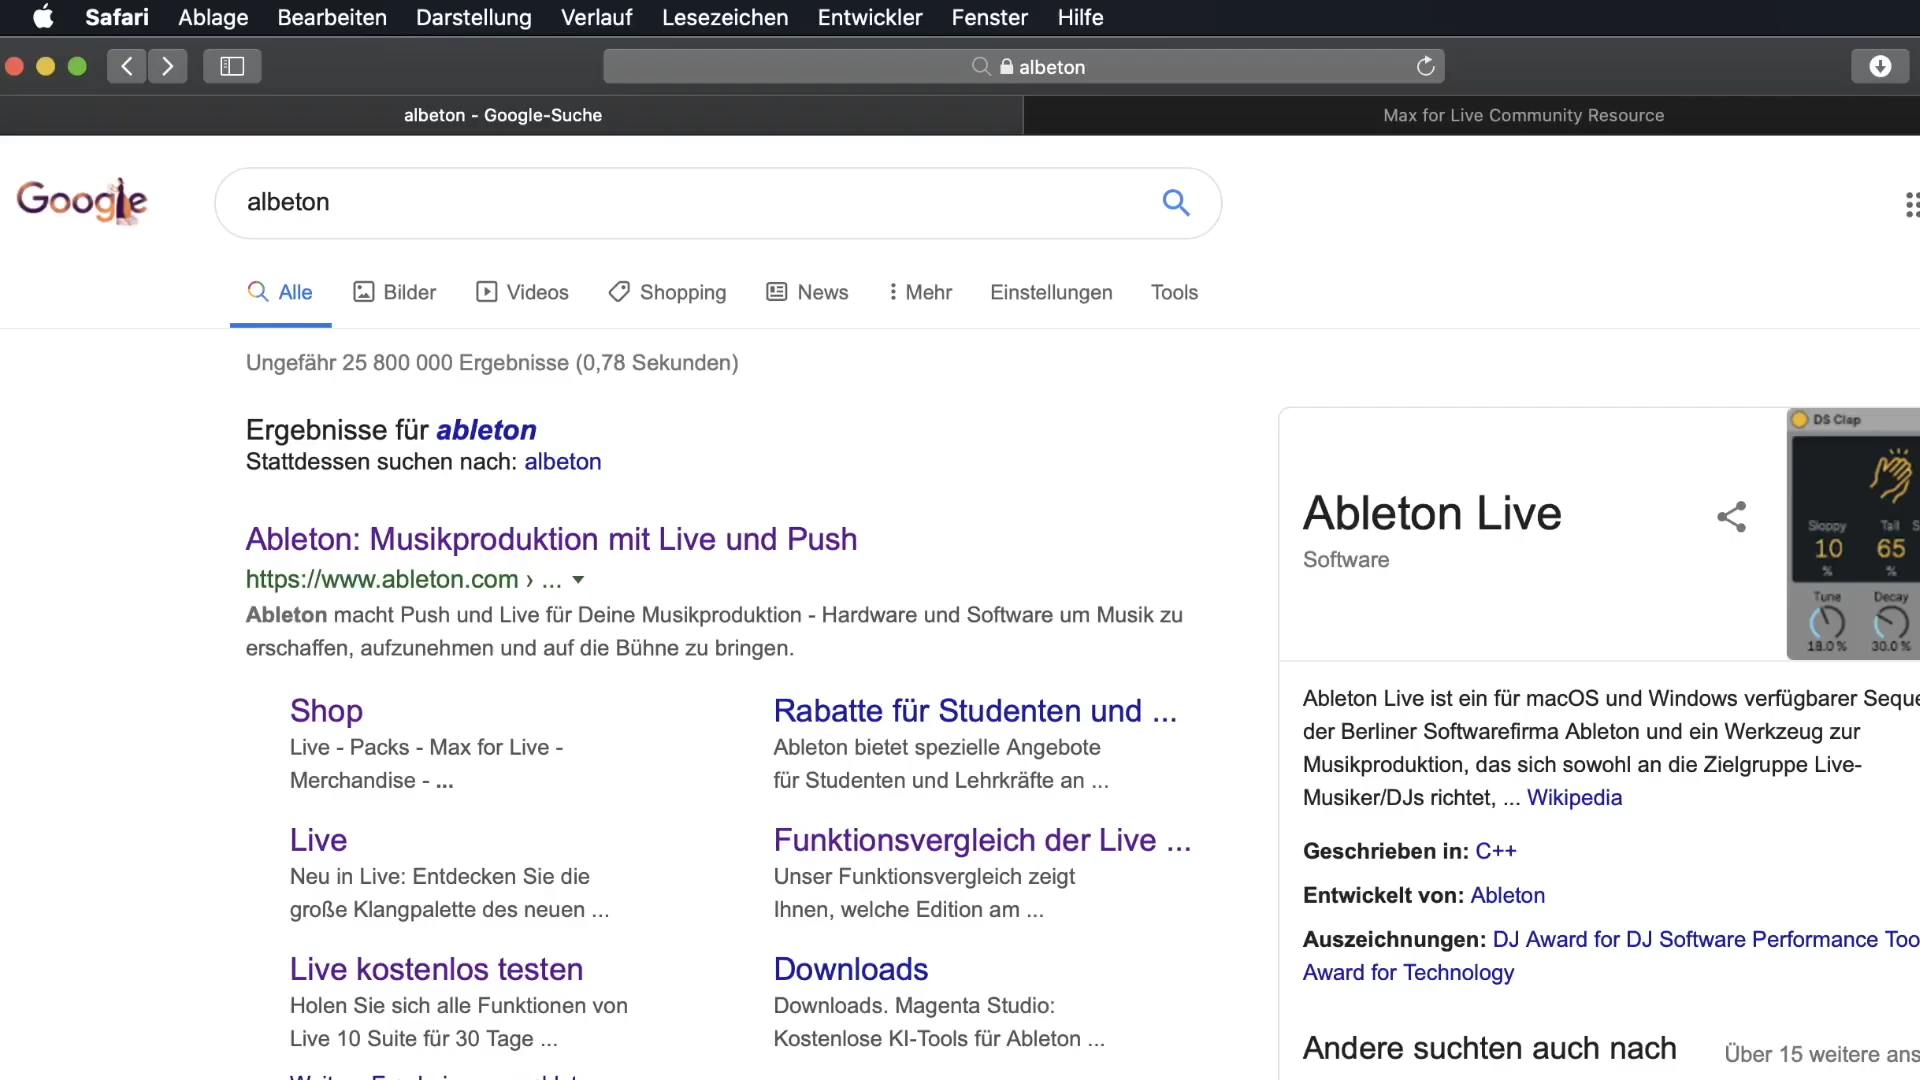 Safari Ablage Bearbeiten Darstellung Verlauf Lesezeichen Entwickler Fenster Hilfe
albeton
albeton - Google-Suche
Max for Live Community Resource
Google
albeton
Alle Bilder Videos Shopping News Mehr Einstellungen Tools
Ungefähr 25 800 000 Ergebnisse (0,78 Sekunden)
Ergebnisse für ableton
Stattdessen suchen nach: albeton
Ableton: Musikproduktion mit Live und Push
https://www.ableton.com › ...
Ableton macht Push und Live für Deine Musikproduktion - Hardware und Software um Musik zu
erschaffen, aufzunehmen und auf die Bühne zu bringen.
Shop
Live - Packs - Max for Live -
Merchandise - ...
Rabatte für Studenten und ...
Ableton bietet spezielle Angebote
für Studenten und Lehrkräfte an ...
Live
Neu in Live: Entdecken Sie die
große Klangpalette des neuen ...
Funktionsvergleich der Live ...
Unser Funktionsvergleich zeigt
Ihnen, welche Edition am ...
Live kostenlos testen
Holen Sie sich alle Funktionen von
Live 10 Suite für 30 Tage ...
Downloads
Downloads. Magenta Studio:
Kostenlose KI-Tools für Ableton ...
Ableton Live
Software
DS Clap
Sloppy Tail S
10 65
% %
Tune Decay
18.0 % 30.0 %
Ableton Live ist ein für macOS und Windows verfügbarer Seque
der Berliner Softwarefirma Ableton und ein Werkzeug zur
Musikproduktion, das sich sowohl an die Zielgruppe Live-
Musiker/DJs richtet, ... Wikipedia
Geschrieben in: C++
Entwickelt von: Ableton
Auszeichnungen: DJ Award for DJ Software Performance Too
Award for Technology
Andere suchten auch nach
Über 15 weitere ans